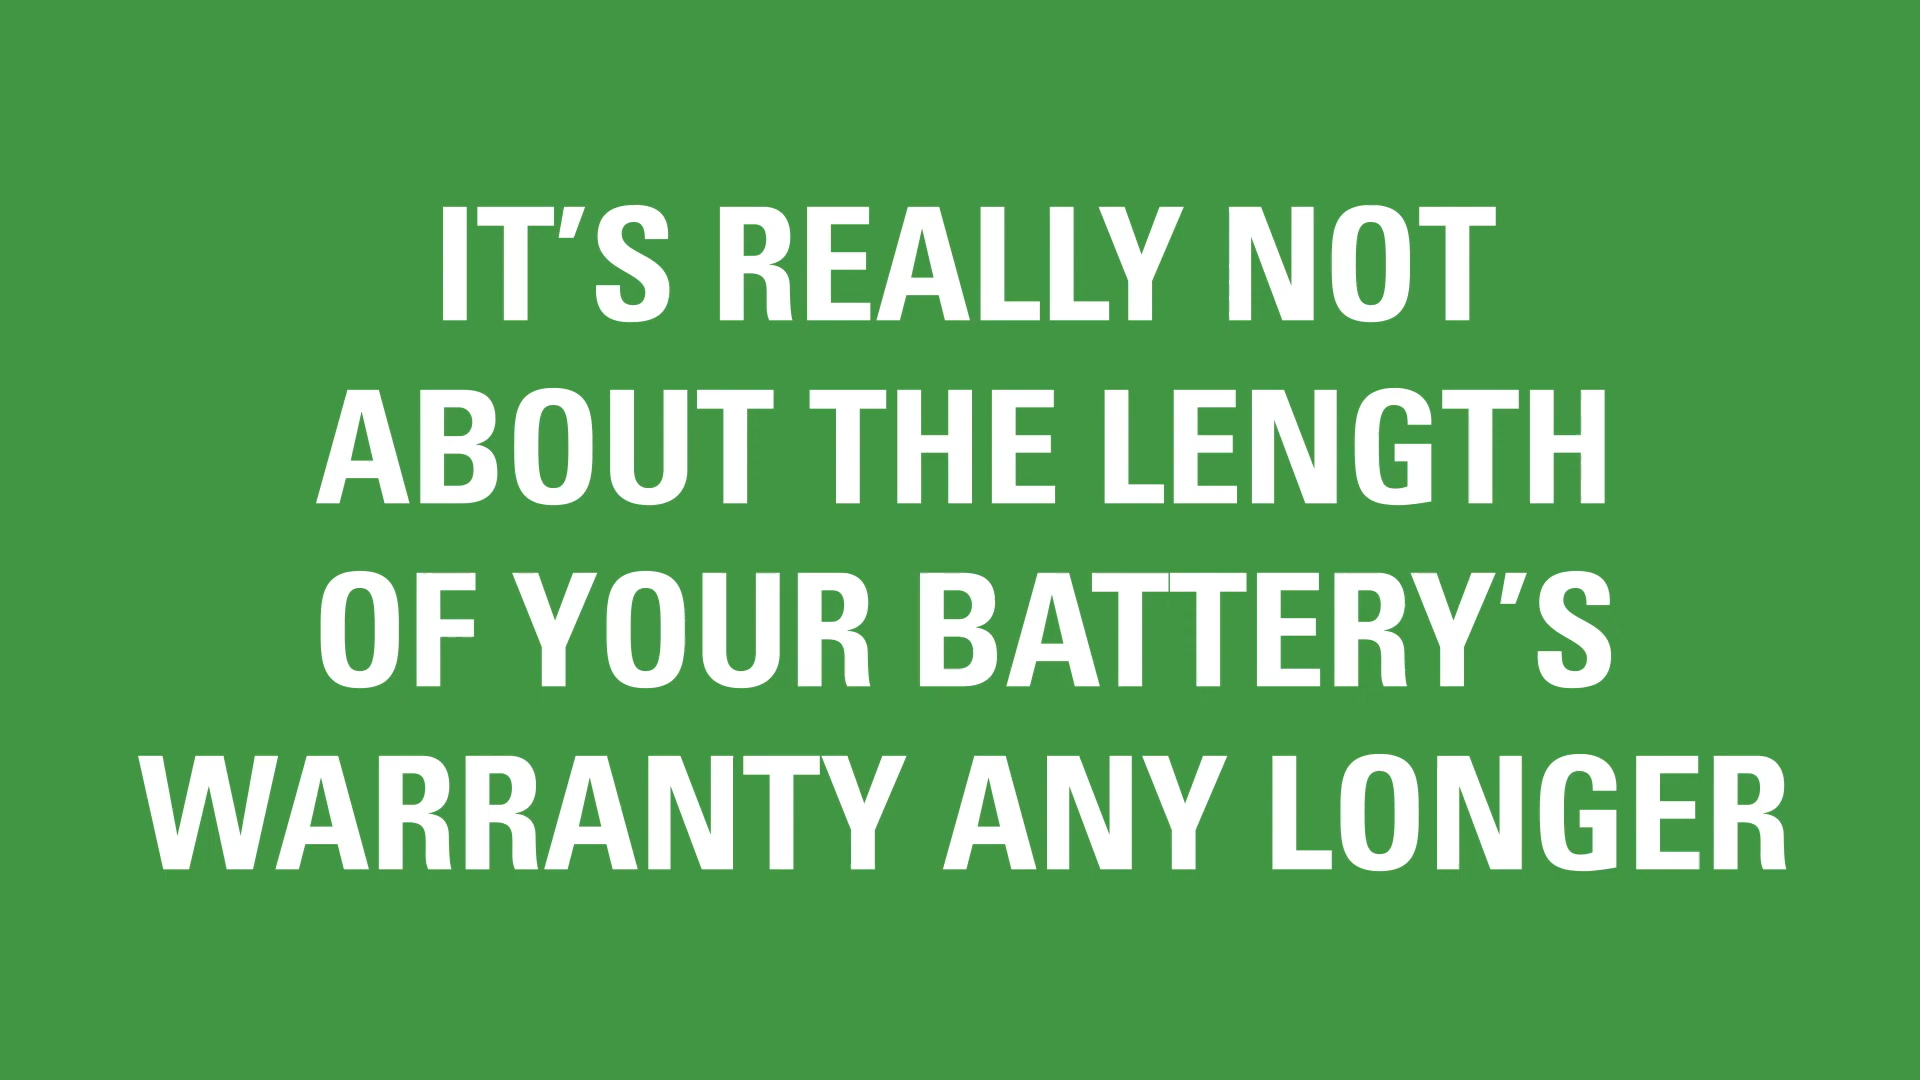 IT’S REALLY NOT
ABOUT THE LENGTH
OF YOUR BATTERY’S
WARRANTY ANY LONGER